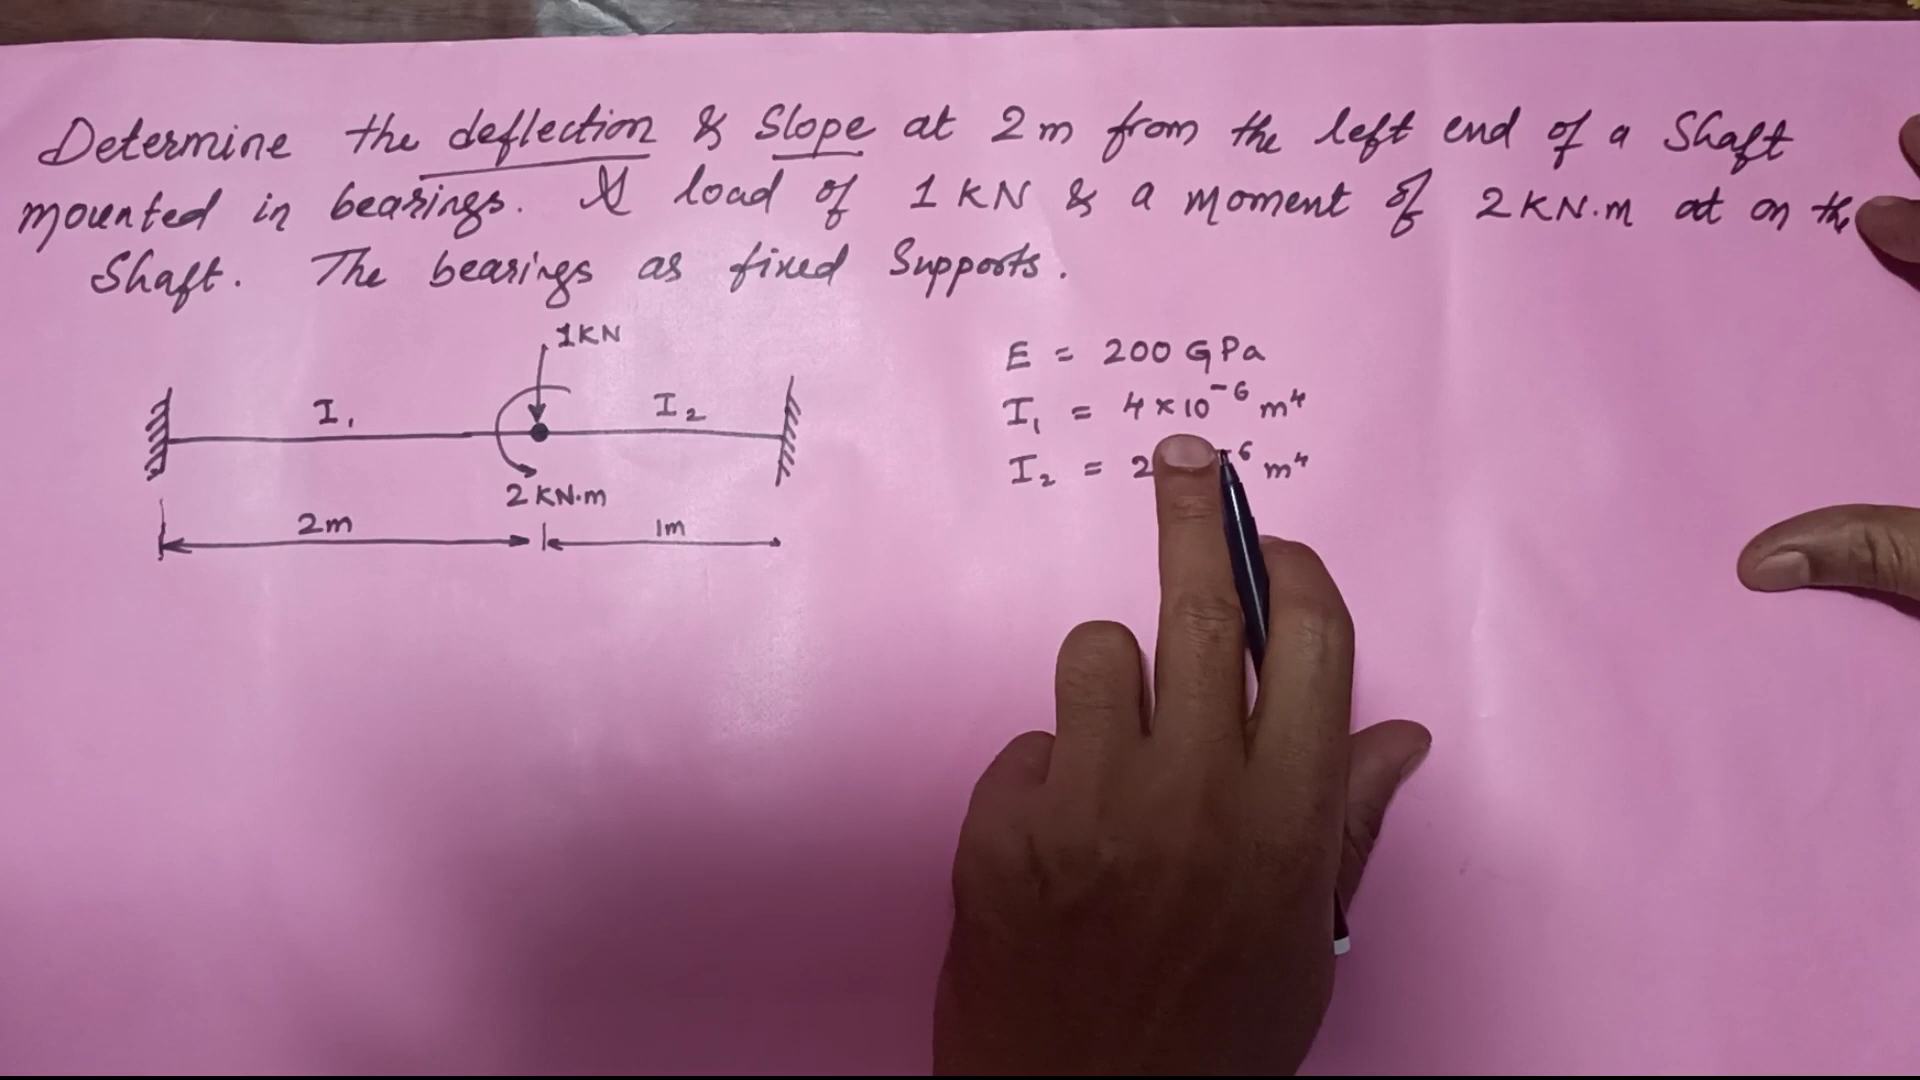 Determine the deflection & Slope at 2m from the left end of a Shaft
mounted in bearings. A load of 1 KN & a moment of 2 KN.m at on the
Shaft. The bearings as fixed Supports.
1KN
I₁
I₂
2 KN.m
2m
1m
E = 200 GPa
I₁ = 4×10⁻⁶ m⁴
I₂ = 2 ⁻⁶ m⁴